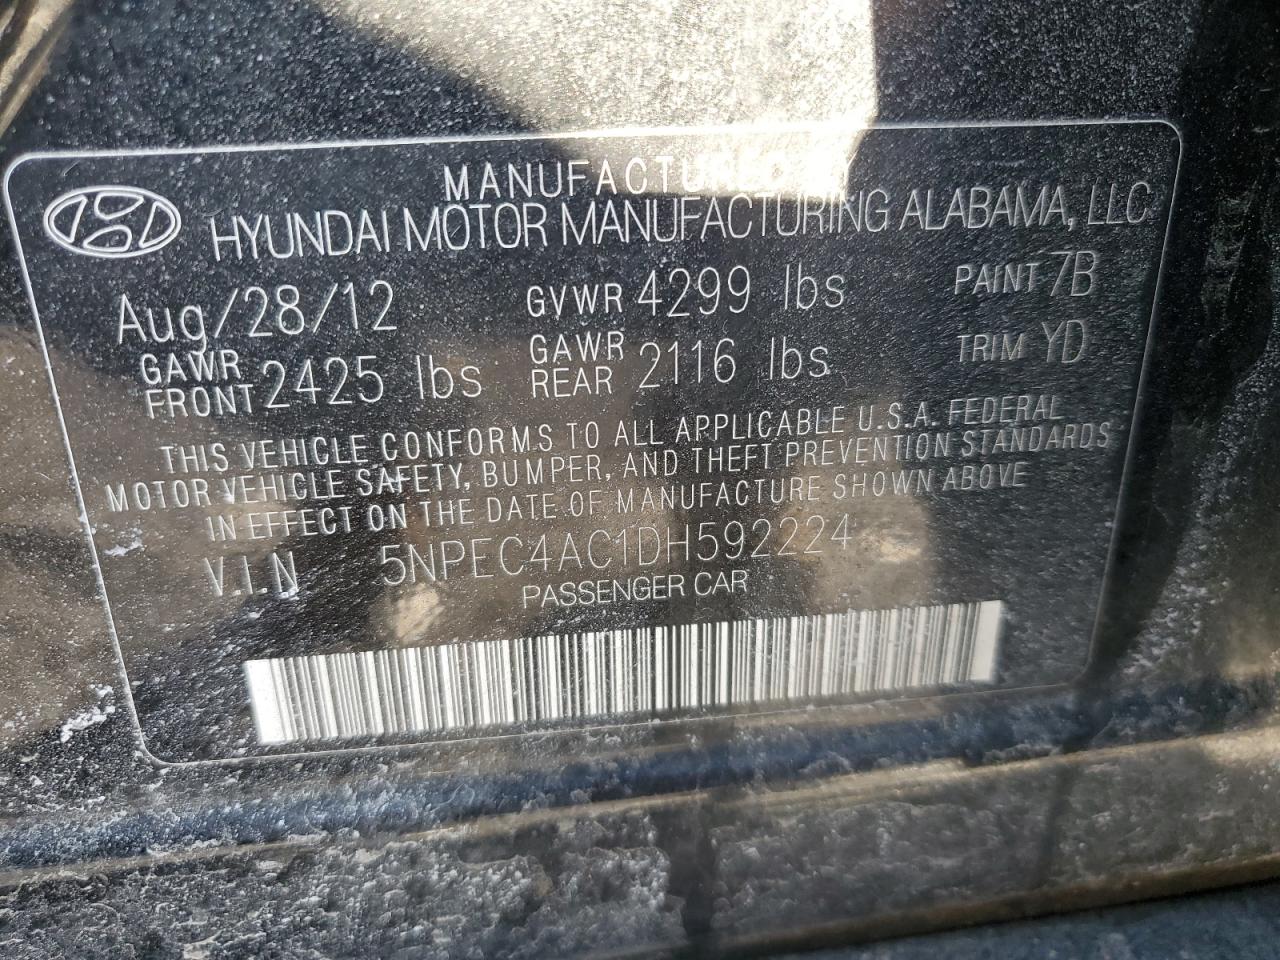 MANUFACTURED BY
HYUNDAI MOTOR MANUFACTURING ALABAMA, LLC
Aug/28/12 GVWR 4299 lbs PAINT 7B
GAWR FRONT 2425 lbs GAWR REAR 2116 lbs TRIM YD
THIS VEHICLE CONFORMS TO ALL APPLICABLE U.S.A. FEDERAL
MOTOR VEHICLE SAFETY, BUMPER, AND THEFT PREVENTION STANDARDS
IN EFFECT ON THE DATE OF MANUFACTURE SHOWN ABOVE
V.I.N 5NPEC4AC1DH592224
PASSENGER CAR